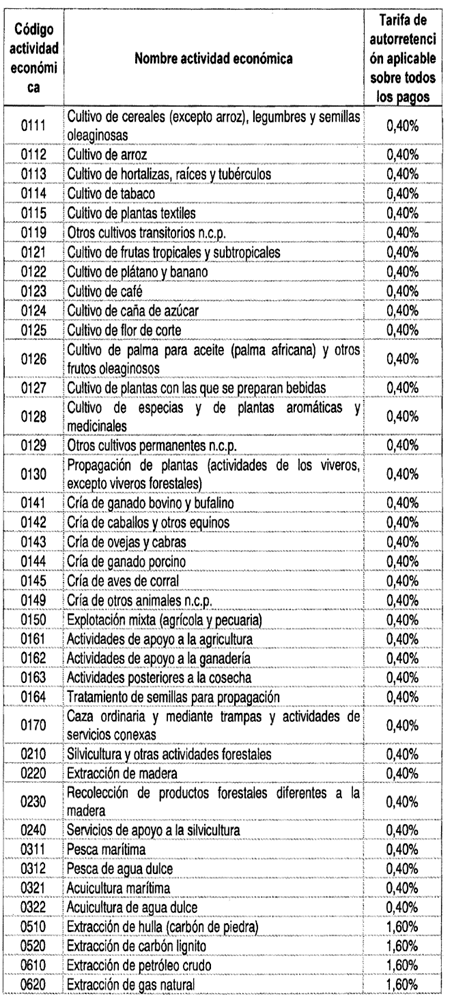 Código actividad económi ca | Nombre actividad económica | Tarifa de autorretenci ón aplicable sobre todos los pagos
0111 Cultivo de cereales (excepto arroz), legumbres y semillas oleaginosas 0,40%
0112 Cultivo de arroz 0,40%
0113 Cultivo de hortalizas, raíces y tubérculos 0,40%
0114 Cultivo de tabaco 0,40%
0115 Cultivo de plantas textiles 0,40%
0119 Otros cultivos transitorios n.c.p. 0,40%
0121 Cultivo de frutas tropicales y subtropicales 0,40%
0122 Cultivo de plátano y banano 0,40%
0123 Cultivo de café 0,40%
0124 Cultivo de caña de azúcar 0,40%
0125 Cultivo de flor de corte 0,40%
0126 Cultivo de palma para aceite (palma africana) y otros frutos oleaginosos 0,40%
0127 Cultivo de plantas con las que se preparan bebidas 0,40%
0128 Cultivo de especias y de plantas aromáticas y medicinales 0,40%
0129 Otros cultivos permanentes n.c.p. 0,40%
0130 Propagación de plantas (actividades de los viveros, excepto viveros forestales) 0,40%
0141 Cría de ganado bovino y bufalino 0,40%
0142 Cría de caballos y otros equinos 0,40%
0143 Cría de ovejas y cabras 0,40%
0144 Cría de ganado porcino 0,40%
0145 Cría de aves de corral 0,40%
0149 Cría de otros animales n.c.p. 0,40%
0150 Explotación mixta (agrícola y pecuaria) 0,40%
0161 Actividades de apoyo a la agricultura 0,40%
0162 Actividades de apoyo a la ganadería 0,40%
0163 Actividades posteriores a la cosecha 0,40%
0164 Tratamiento de semillas para propagación 0,40%
0170 Caza ordinaria y mediante trampas y actividades de servicios conexas 0,40%
0210 Silvicultura y otras actividades forestales 0,40%
0220 Extracción de madera 0,40%
0230 Recolección de productos forestales diferentes a la madera 0,40%
0240 Servicios de apoyo a la silvicultura 0,40%
0311 Pesca marítima 0,40%
0312 Pesca de agua dulce 0,40%
0321 Acuicultura marítima 0,40%
0322 Acuicultura de agua dulce 0,40%
0510 Extracción de hulla (carbón de piedra) 1,60%
0520 Extracción de carbón lignito 1,60%
0610 Extracción de petróleo crudo 1,60%
0620 Extracción de gas natural 1,60%